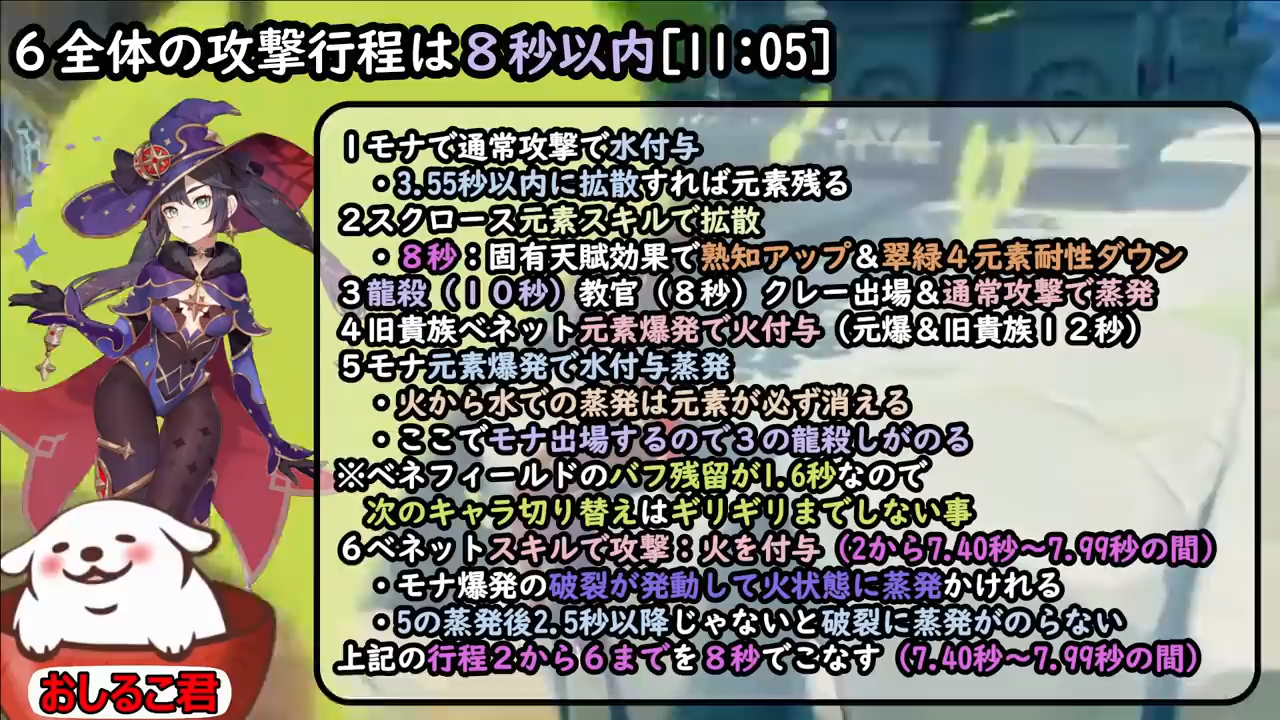 ６全体の攻撃行程は８秒以内[11:05]
１モナで通常攻撃で水付与
・3.55秒以内に拡散すれば元素残る
２スクロース元素スキルで拡散
・８秒：固有天賦効果で熟知アップ＆翠緑４元素耐性ダウン
３龍殺（１０秒）教官（８秒）クレー出場＆通常攻撃で蒸発
４旧貴族ベネット元素爆発で火付与（元爆＆旧貴族１２秒）
５モナ元素爆発で水付与蒸発
・火から水での蒸発は元素が必ず消える
・ここでモナ出場するので３の龍殺しがのる
※ベネフィールドのバフ残留が1.6秒なので
次のキャラ切り替えはギリギリまでしない事
６ベネットスキルで攻撃：火を付与（2から7.40秒〜7.99秒の間）
・モナ爆発の破裂が発動して火状態に蒸発かけれる
・5の蒸発後2.5秒以降じゃないと破裂に蒸発がのらない
上記の行程２から６までを８秒でこなす（7.40秒〜7.99秒の間）
おしるこ君